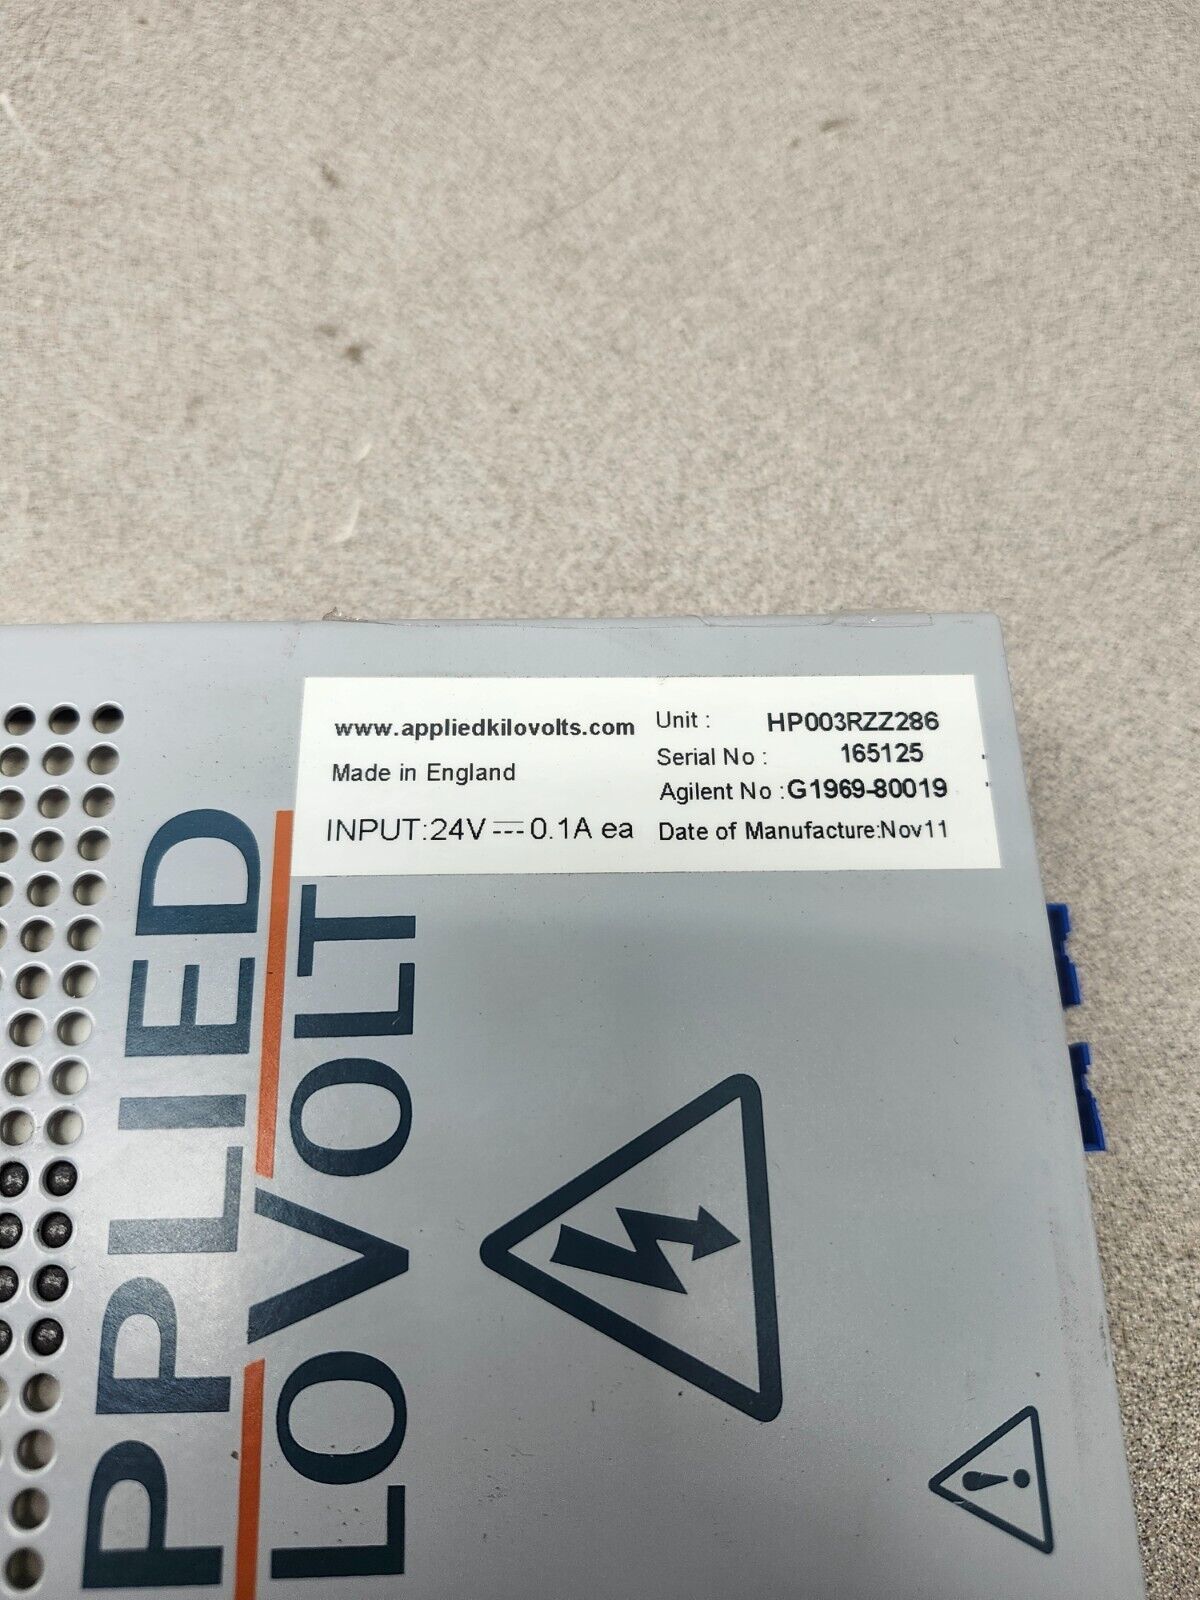 www.appliedkilovolts.com
Made in England
INPUT:24V⎓0.1A ea
Unit : HP003RZZ286
Serial No : 165125
Agilent No :G1969-80019
Date of Manufacture:Nov11
PPLIED
LOVOLT